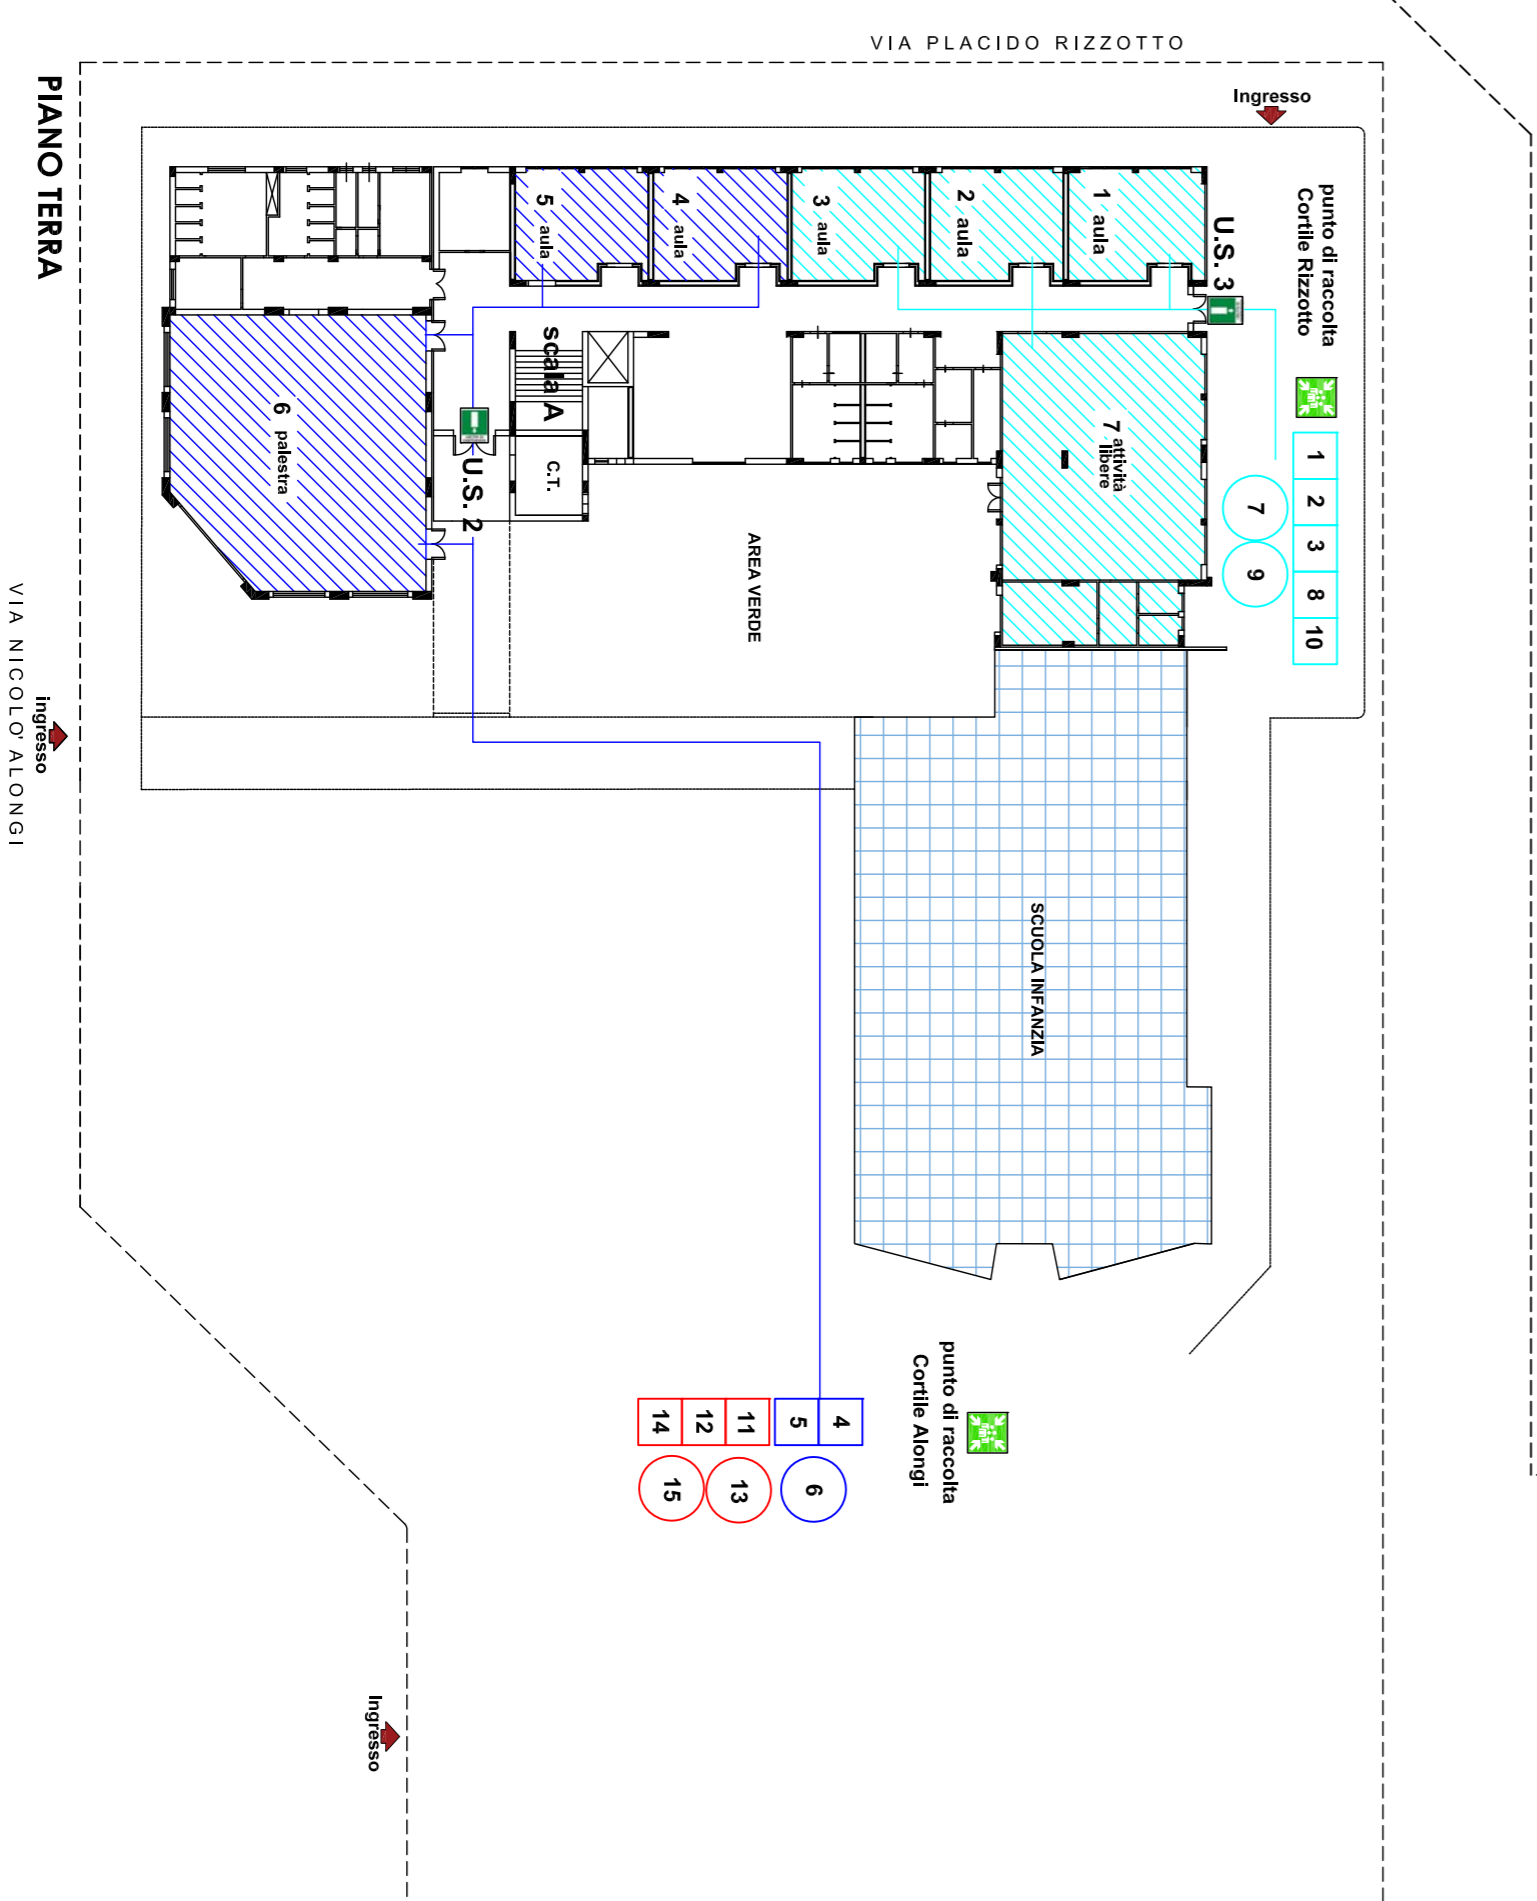 VIA PLACIDO RIZZOTTO
PIANO TERRA
Ingresso
punto di raccolta
Cortile Rizzotto
U.S. 3
1 aula
2 aula
3 aula
4 aula
5 aula
scala A
C.T.
U.S. 2
6 palestra
7 attività
libere
1
2
3
8
10
7
9
AREA VERDE
SCUOLA INFANZIA
VIA NICOLO' ALONGI
ingresso
punto di raccolta
Cortile Alongi
4
5
11
12
14
6
13
15
Ingresso